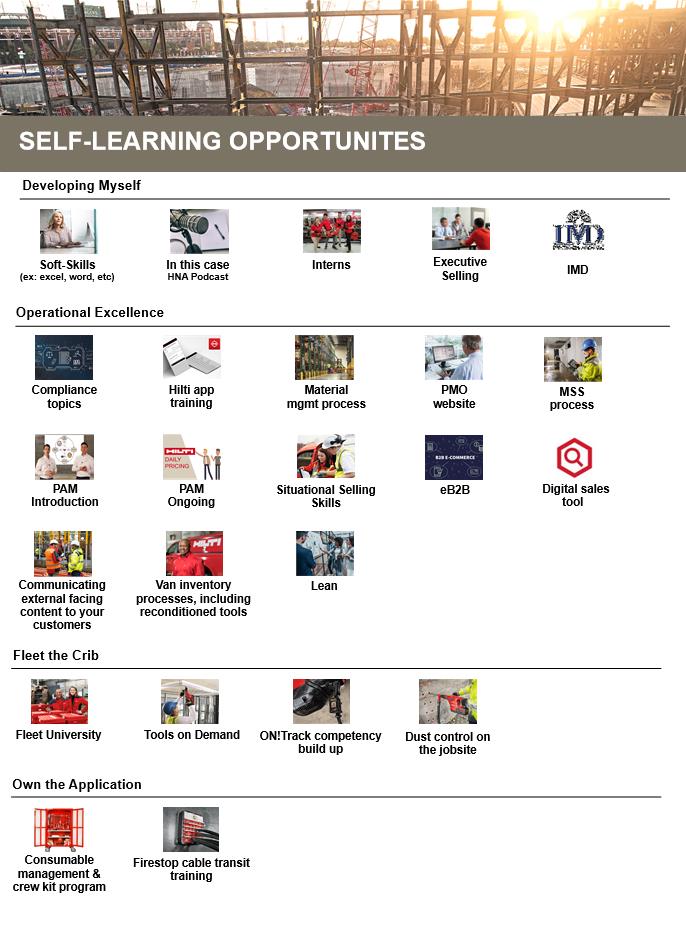 SELF-LEARNING OPPORTUNITES
Developing Myself
Soft-Skills
(ex: excel, word, etc)
In this case
HNA Podcast
Interns
Executive
Selling
IMD
IMD
Operational Excellence
Compliance
topics
Hilti app
training
Material
mgmt process
PMO
website
MSS
process
PAM
Introduction
HILTI
DAILY
PRICING
PAM
Ongoing
Situational Selling
Skills
B2B E-COMMERCE
eB2B
Digital sales
tool
Communicating
external facing
content to your
customers
HILTI
Van inventory
processes, including
reconditioned tools
Lean
Fleet the Crib
Fleet University
Tools on Demand
ON!Track competency
build up
Dust control on
the jobsite
Own the Application
Consumable
management &
crew kit program
Firestop cable transit
training